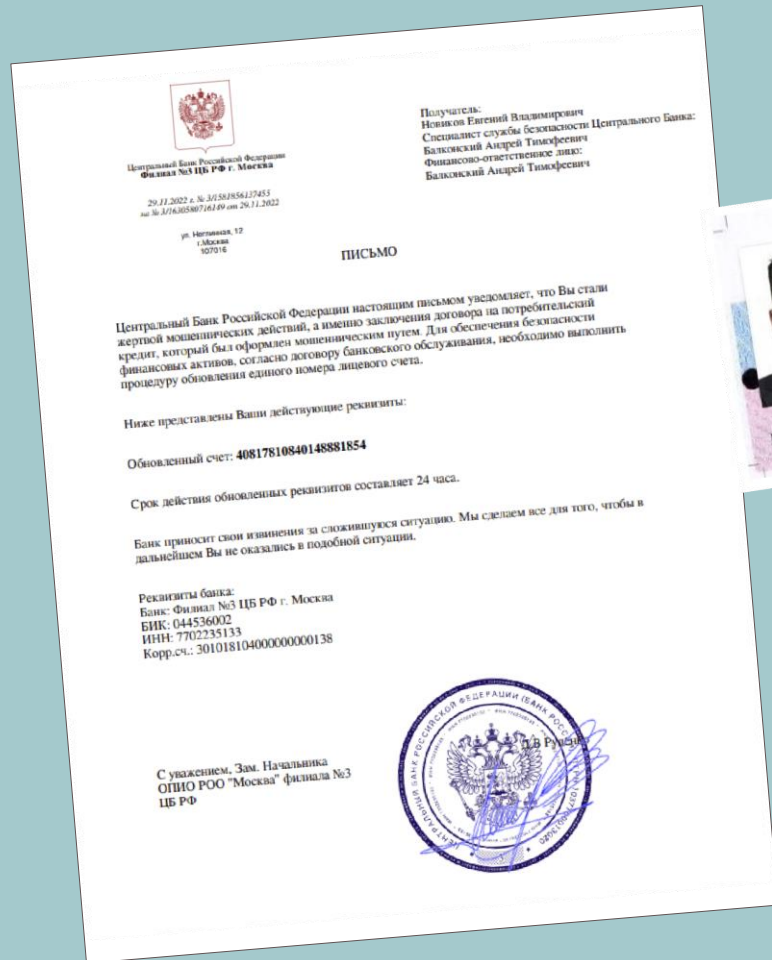 Центральный Банк Российской Федерации
Филиал №3 ЦБ РФ г. Москва
29.11.2022 г. № 3/1581856137455
на № 3/1630580716149 от 29.11.2022
ул. Неглинная, 12
г.Москва
107016
Получатель:
Новиков Евгений Владимирович
Специалист службы безопасности Центрального Банка:
Балконский Андрей Тимофеевич
Финансово-ответственное лицо:
Балконский Андрей Тимофеевич
ПИСЬМО
Центральный Банк Российской Федерации настоящим письмом уведомляет, что Вы стали
жертвой мошеннических действий, а именно заключения договора на потребительский
кредит, который был оформлен мошенническим путем. Для обеспечения безопасности
финансовых активов, согласно договору банковского обслуживания, необходимо выполнить
процедуру обновления единого номера лицевого счета.
Ниже представлены Ваши действующие реквизиты:
Обновленный счет: 40817810840148881854
Срок действия обновленных реквизитов составляет 24 часа.
Банк приносит свои извинения за сложившуюся ситуацию. Мы сделаем все для того, чтобы в
дальнейшем Вы не оказались в подобной ситуации.
Реквизиты банка:
Банк: Филиал №3 ЦБ РФ г. Москва
БИК: 044536002
ИНН: 7702235133
Корр.сч.: 301018104000000000138
С уважением, Зам. Начальника
ОПИО РОО "Москва" филиала №3
ЦБ РФ
ЦЕНТРАЛЬНЫЙ БАНК РОССИЙСКОЙ ФЕДЕРАЦИИ (БАНК